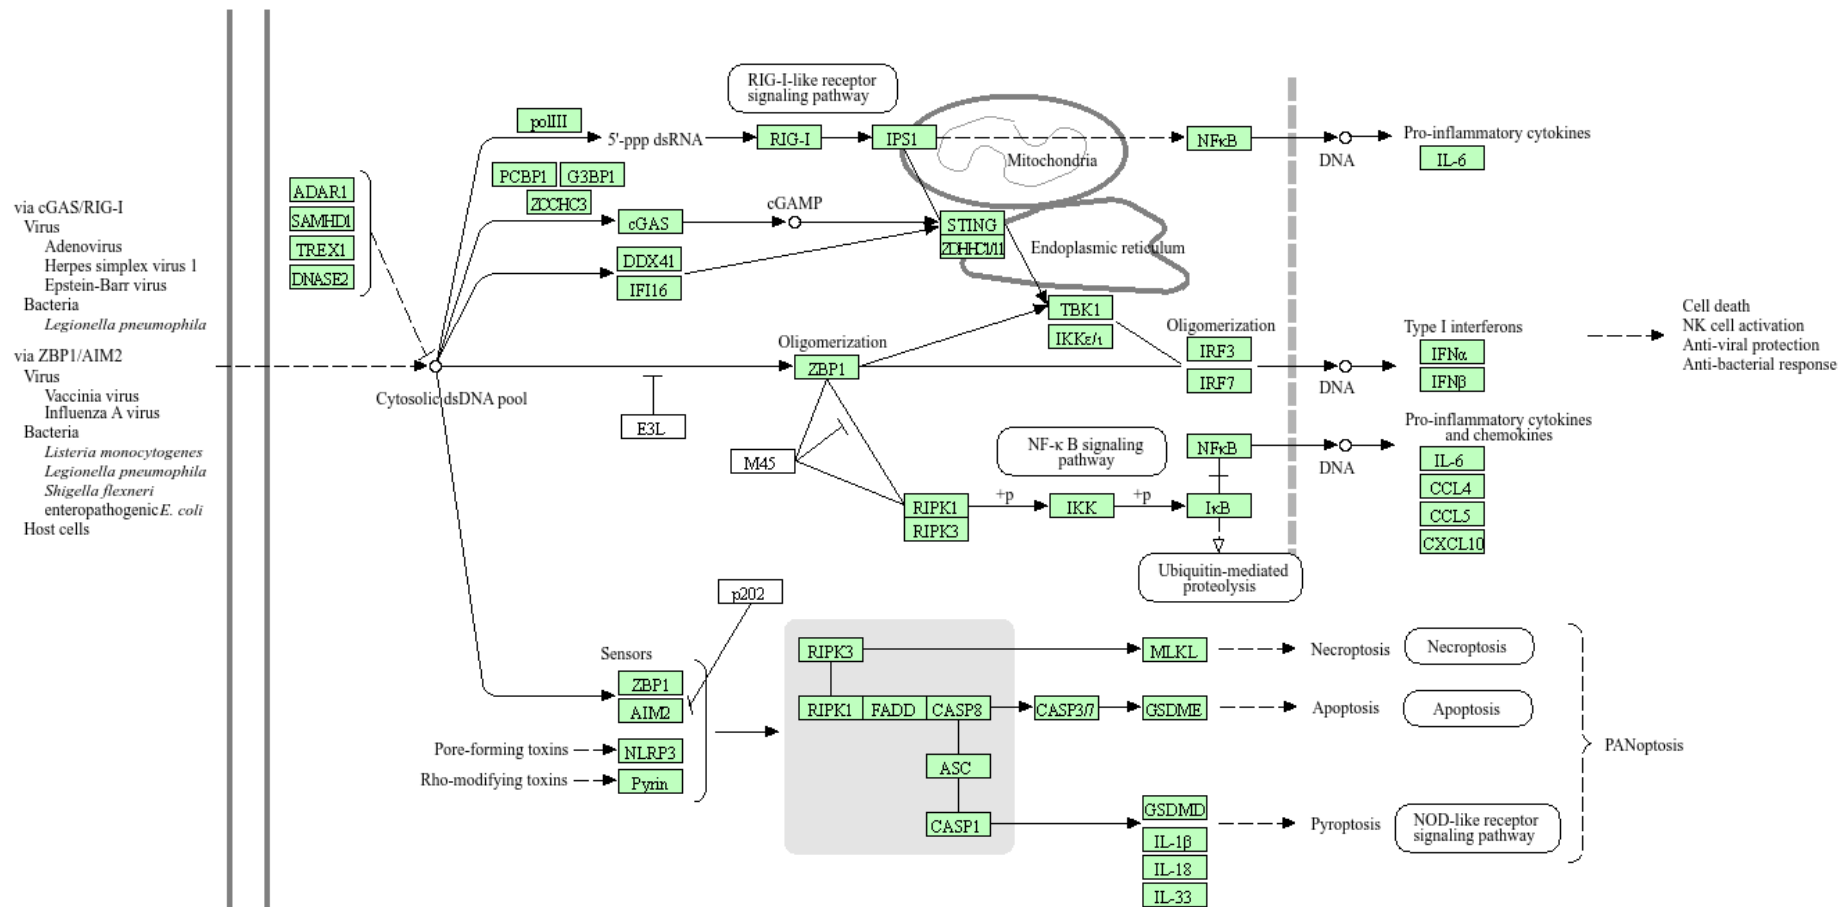 RIG-I-like receptor
signaling pathway
polIII
5'-ppp dsRNA
RIG-I
IPS1
Mitochondria
NFκB
DNA
Pro-inflammatory cytokines
IL-6
via cGAS/RIG-I
Virus
Adenovirus
Herpes simplex virus 1
Epstein-Barr virus
Bacteria
Legionella pneumophila
via ZBP1/AIM2
Virus
Vaccinia virus
Influenza A virus
Bacteria
Listeria monocytogenes
Legionella pneumophila
Shigella flexneri
enteropathogenic E. coli
Host cells
ADAR1
SAMHD1
TREX1
DNASE2
PCBP1
G3BP1
ZCCHC3
cGAS
cGAMP
STING
ZDHHC1/11
Endoplasmic reticulum
DDX41
IFI16
TBK1
IKKε/ι
Oligomerization
ZBP1
Oligomerization
IRF3
IRF7
DNA
Type I interferons
IFNα
IFNβ
Cell death
NK cell activation
Anti-viral protection
Anti-bacterial response
Cytosolic dsDNA pool
E3L
M45
NF-κ B signaling
pathway
NFκB
DNA
Pro-inflammatory cytokines
and chemokines
IL-6
CCL4
CCL5
CXCL10
RIPK1
RIPK3
+p
IKK
+p
IκB
Ubiquitin-mediated
proteolysis
p202
Sensors
ZBP1
AIM2
Pore-forming toxins
NLRP3
Rho-modifying toxins
Pyrin
RIPK3
MLKL
Necroptosis
Necroptosis
RIPK1
FADD
CASP8
CASP3/7
GSDME
Apoptosis
Apoptosis
PANoptosis
ASC
CASP1
GSDMD
IL-1β
IL-18
IL-33
Pyroptosis
NOD-like receptor
signaling pathway